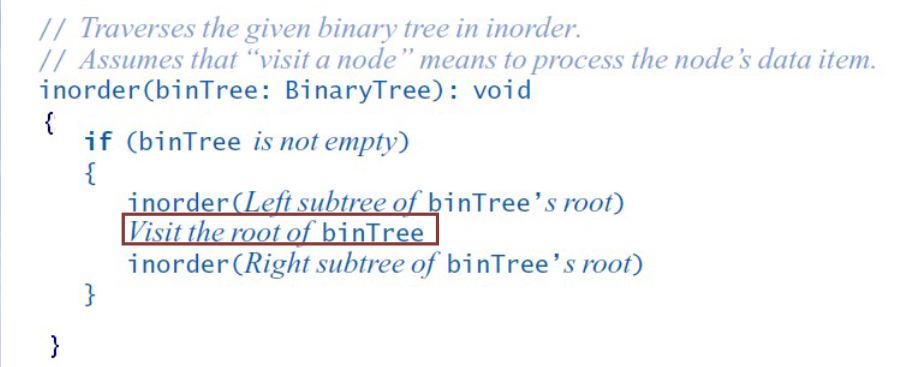 // Traverses the given binary tree in inorder.
// Assumes that “visit a node” means to process the node’s data item.
inorder(binTree: BinaryTree): void
{
if (binTree is not empty)
{
inorder(Left subtree of binTree’s root)
Visit the root of binTree
inorder(Right subtree of binTree’s root)
}
}